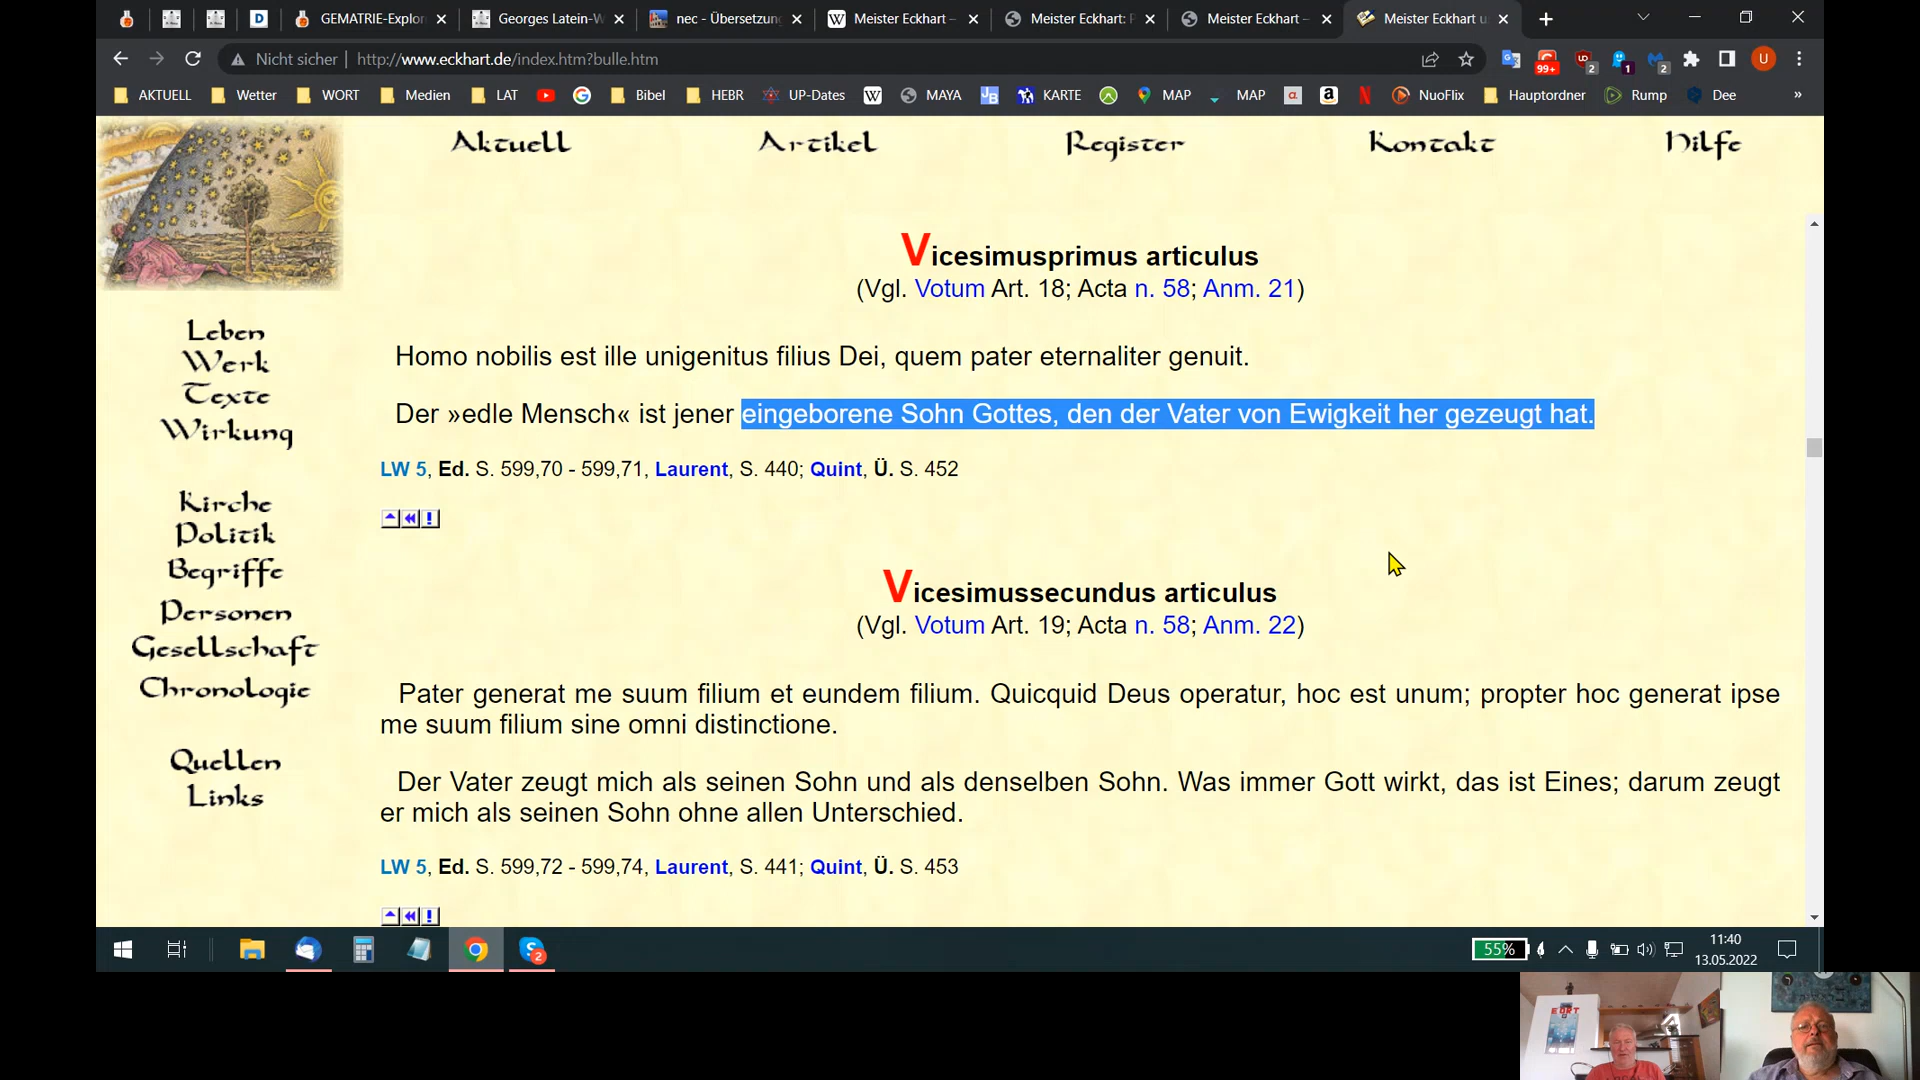 GEMATRIE-Explor
Georges Latein-W
nec - Übersetzung
Meister Eckhart –
Meister Eckhart: P
Meister Eckhart –
Meister Eckhart u
Nicht sicher | http://www.eckhart.de/index.htm?bulle.htm
99+
2
1
2
U
AKTUELL Wetter WORT Medien LAT Bibel HEBR UP-Dates MAYA KARTE MAP MAP NuoFlix Hauptordner Rump Dee »
Aktuell Artikel Register Kontakt Hilfe
Leben
Werk
Texte
Wirkung
Kirche
Politik
Begriffe
Personen
Gesellschaft
Chronologie
Quellen
Links
Vicesimusprimus articulus
(Vgl. Votum Art. 18; Acta n. 58; Anm. 21)
Homo nobilis est ille unigenitus filius Dei, quem pater eternaliter genuit.
Der »edle Mensch« ist jener eingeborene Sohn Gottes, den der Vater von Ewigkeit her gezeugt hat.
LW 5, Ed. S. 599,70 - 599,71, Laurent, S. 440; Quint, Ü. S. 452
Vicesimussecundus articulus
(Vgl. Votum Art. 19; Acta n. 58; Anm. 22)
Pater generat me suum filium et eundem filium. Quicquid Deus operatur, hoc est unum; propter hoc generat ipse
me suum filium sine omni distinctione.
Der Vater zeugt mich als seinen Sohn und als denselben Sohn. Was immer Gott wirkt, das ist Eines; darum zeugt
er mich als seinen Sohn ohne allen Unterschied.
LW 5, Ed. S. 599,72 - 599,74, Laurent, S. 441; Quint, Ü. S. 453
2
55%
11:40
13.05.2022